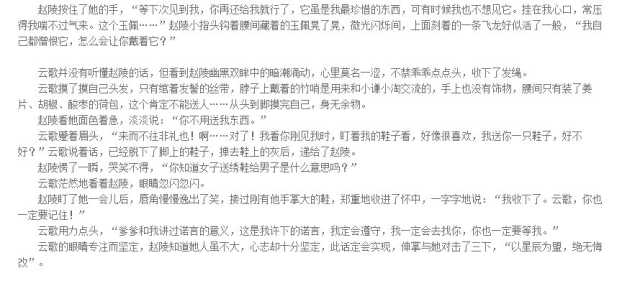 赵陵按住了她的手，“等下次见到我，你再还给我就行了，它虽是我最珍惜的东西，可有时候我也不想见它。挂在我心口，常压
得我喘不过气来。这个玉佩……”赵陵小指头钩着腰间藏着的玉佩晃了晃，微光闪烁间，上面刻着的一条飞龙好似活了一般，“我自
己都憎恨它，怎么会让你戴着它？”
云歌并没有听懂赵陵的话，但看到赵陵幽黑双眸中的暗潮涌动，心里莫名一涩，不禁乖乖点点头，收下了发绳。
云歌摸了摸自己头发，只有绾着发髻的丝带，脖子上戴着的竹哨是用来和小谦小淘交流的，手上也没有饰物，腰间只有装了姜
片、胡椒、酸枣的荷包，这个肯定不能送人……从头到脚摸完自己，身无余物。
赵陵看她面色着急，淡淡说：“你不用送我东西。”
云歌蹙着眉头，“来而不往非礼也！啊……对了！我看你刚见我时，盯着我的鞋子看，好像很喜欢，我送你一只鞋子，好不
好？”云歌说着话，已经脱下了脚上的鞋子，掸去鞋上的灰后，递给了赵陵。
赵陵愣了一瞬，哭笑不得，“你知道女子送绣鞋给男子是什么意思吗？”
云歌茫然地看着赵陵，眼睛忽闪忽闪。
赵陵盯了她一会儿后，唇角慢慢逸出了笑，接过刚有他手掌大的鞋，郑重地收进了怀中，一字字地说：“我收下了。云歌，你也
一定要记住！”
云歌用力点头，“爹爹和我讲过诺言的意义，这是我许下的诺言，我定会遵守，我一定会去找你，你也一定要等我。”
云歌的眼睛专注而坚定，赵陵知道她人虽不大，心志却十分坚定，此话定会实现，伸掌与她对击了三下，“以星辰为盟，绝无悔
改”。